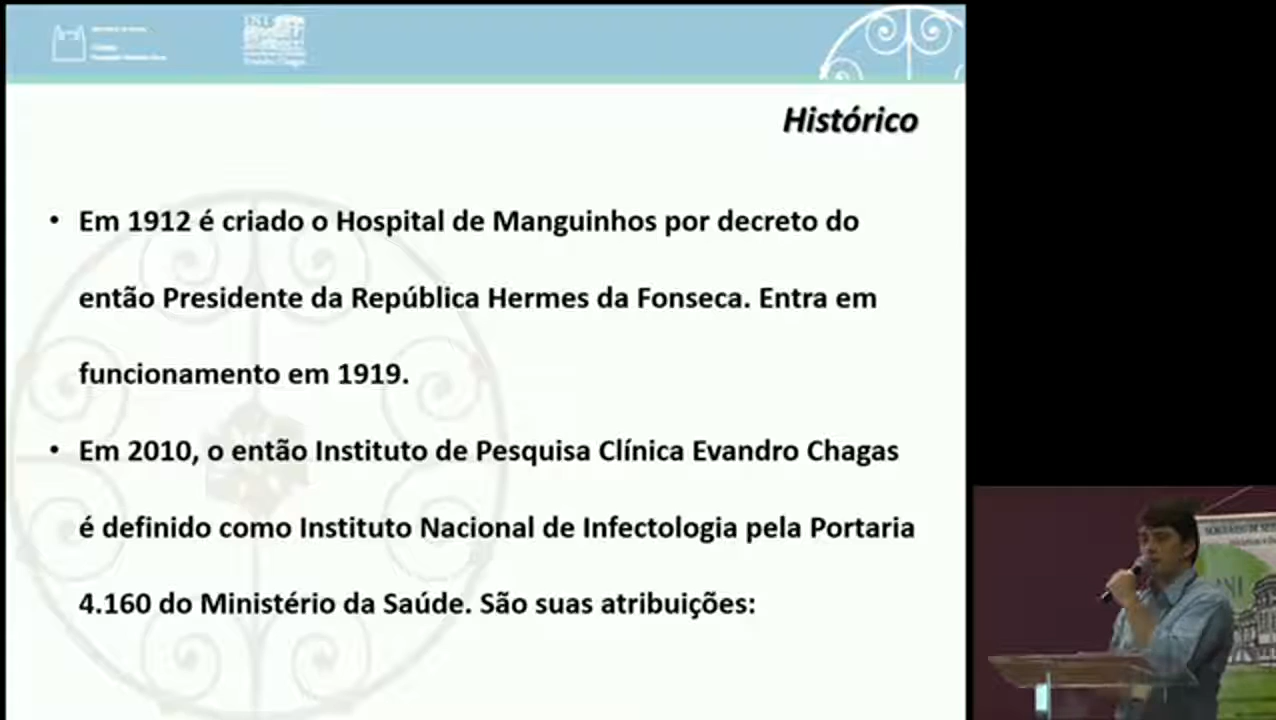 INI
Histórico
• Em 1912 é criado o Hospital de Manguinhos por decreto do
então Presidente da República Hermes da Fonseca. Entra em
funcionamento em 1919.
• Em 2010, o então Instituto de Pesquisa Clínica Evandro Chagas
é definido como Instituto Nacional de Infectologia pela Portaria
4.160 do Ministério da Saúde. São suas atribuições:
INI